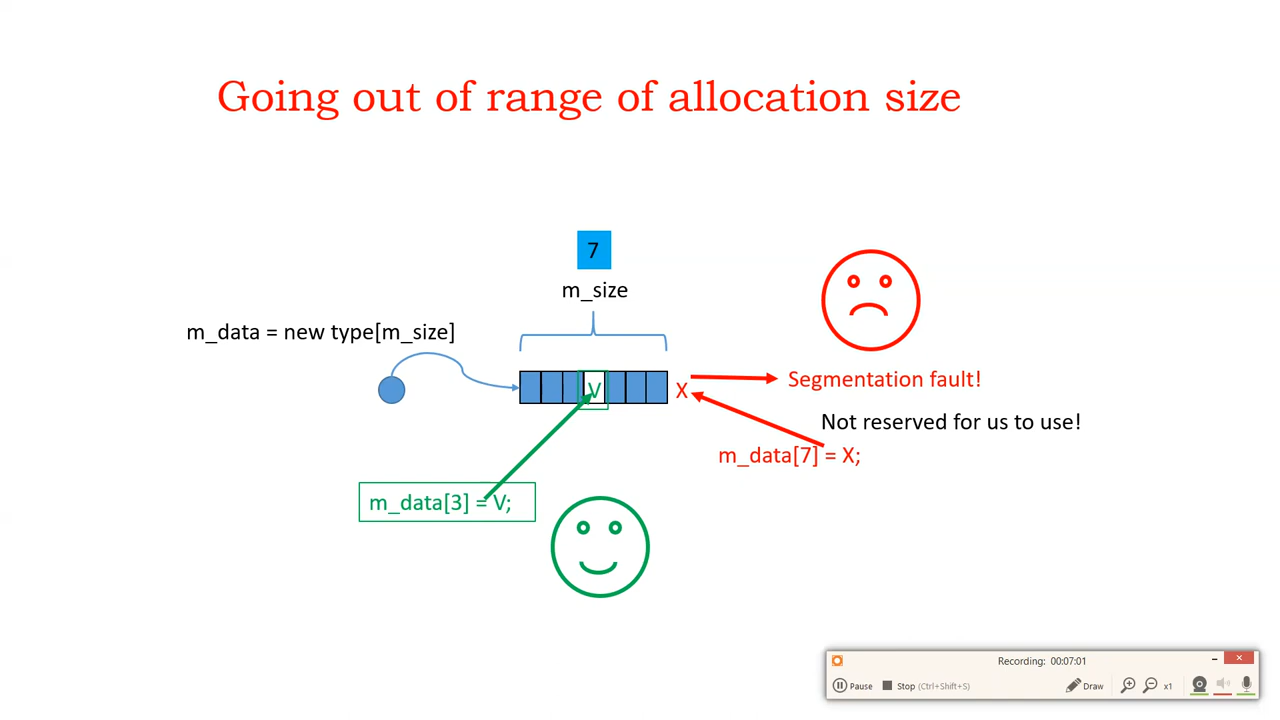 Going out of range of allocation size
7
m_size
m_data = new type[m_size]
V
X
Segmentation fault!
Not reserved for us to use!
m_data[7] = X;
m_data[3] = V;
Recording: 00:07:01
Pause
Stop (Ctrl+Shift+S)
Draw
x1